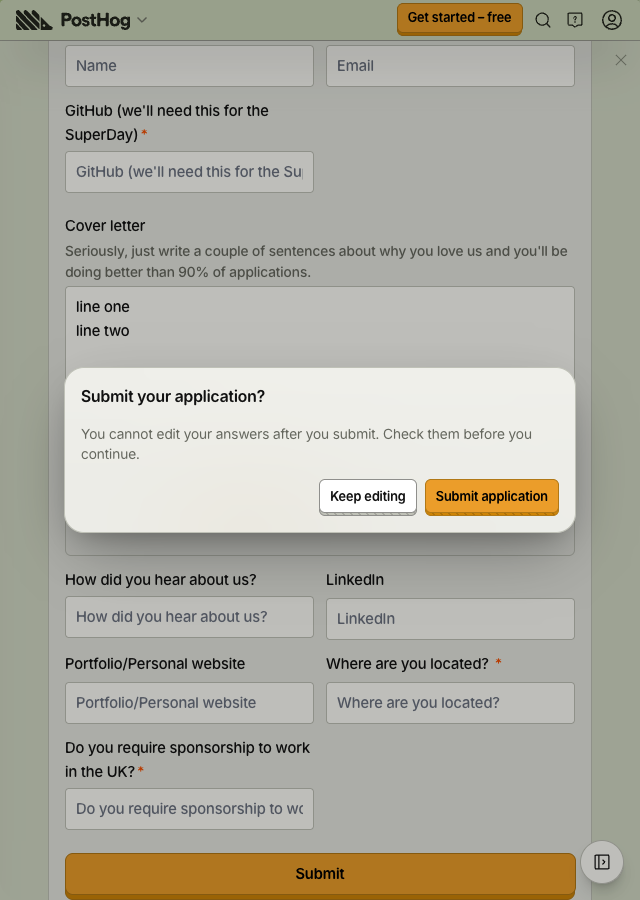 PostHog
Get started – free
Name
Email
GitHub (we'll need this for the
SuperDay) *
GitHub (we'll need this for the Su
Cover letter
Seriously, just write a couple of sentences about why you love us and you'll be
doing better than 90% of applications.
line one
line two
Submit your application?
You cannot edit your answers after you submit. Check them before you
continue.
Keep editing
Submit application
How did you hear about us?
LinkedIn
How did you hear about us?
LinkedIn
Portfolio/Personal website
Where are you located? *
Portfolio/Personal website
Where are you located?
Do you require sponsorship to work
in the UK? *
Do you require sponsorship to wo
Submit